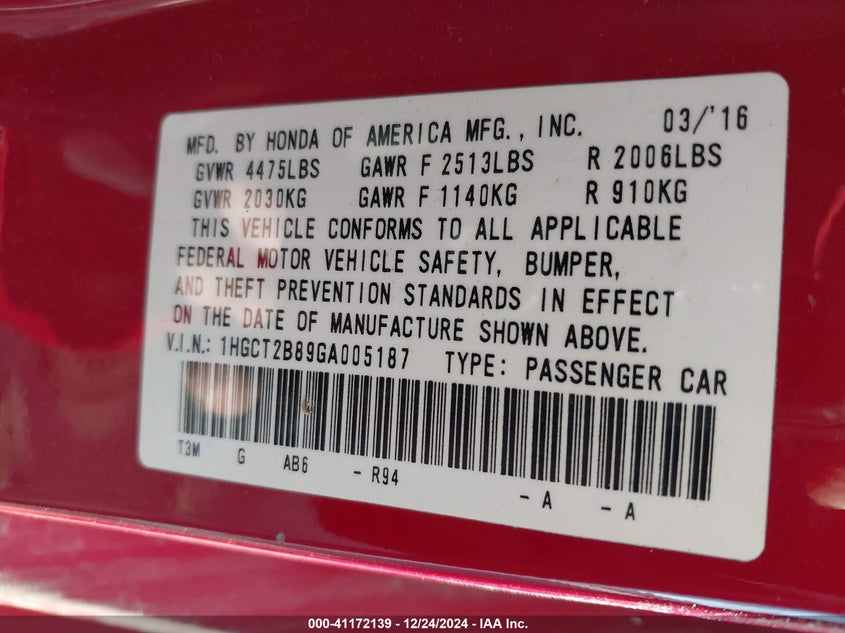 MFD. BY HONDA OF AMERICA MFG., INC. 03/'16
GVWR 4475LBS GAWR F 2513LBS R 2006LBS
GVWR 2030KG GAWR F 1140KG R 910KG
THIS VEHICLE CONFORMS TO ALL APPLICABLE
FEDERAL MOTOR VEHICLE SAFETY, BUMPER,
AND THEFT PREVENTION STANDARDS IN EFFECT
ON THE DATE OF MANUFACTURE SHOWN ABOVE.
V.I.N.: 1HGCT2B89GA005187 TYPE: PASSENGER CAR
T3M G AB6 - R94 - A - A
000-41172139 - 12/24/2024 - IAA Inc.